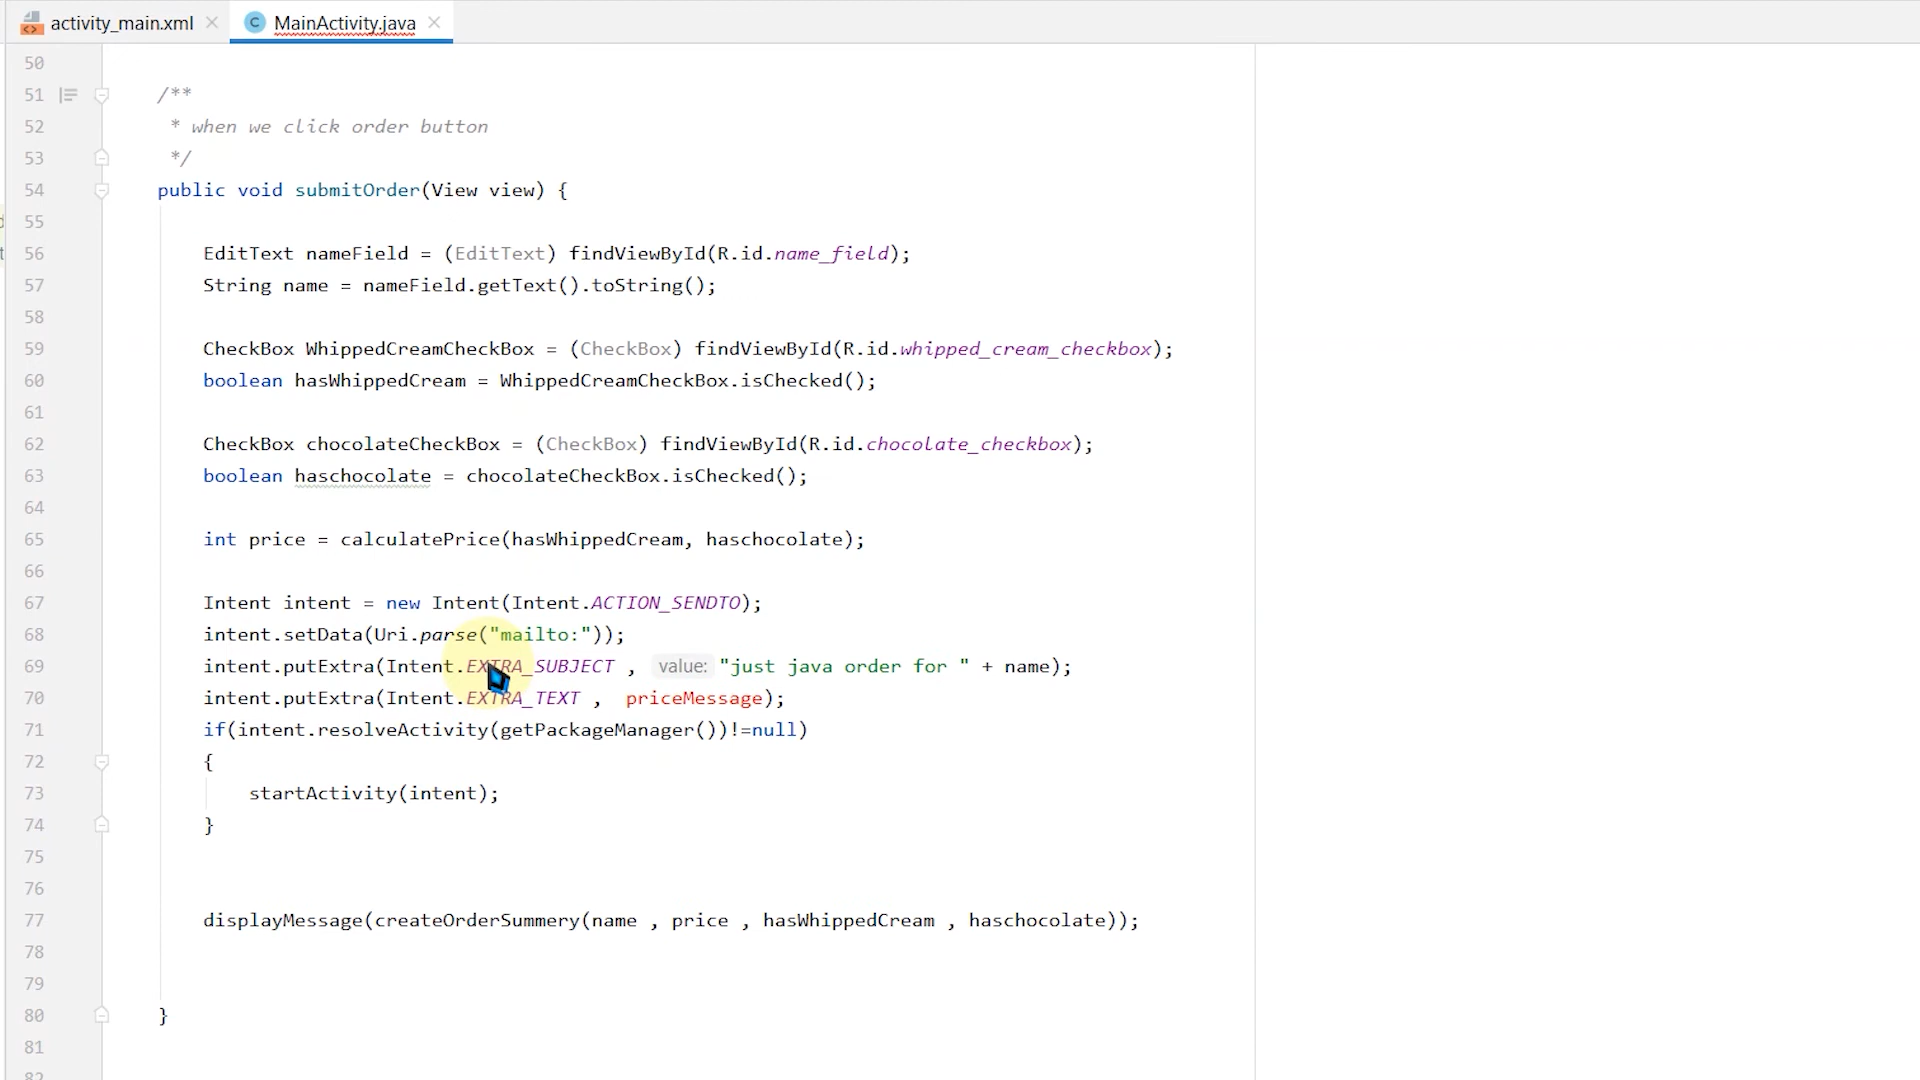 activity_main.xml MainActivity.java
50
51 /**
52 * when we click order button
53 */
54 public void submitOrder(View view) {
55
56 EditText nameField = (EditText) findViewById(R.id.name_field);
57 String name = nameField.getText().toString();
58
59 CheckBox WhippedCreamCheckBox = (CheckBox) findViewById(R.id.whipped_cream_checkbox);
60 boolean hasWhippedCream = WhippedCreamCheckBox.isChecked();
61
62 CheckBox chocolateCheckBox = (CheckBox) findViewById(R.id.chocolate_checkbox);
63 boolean haschocolate = chocolateCheckBox.isChecked();
64
65 int price = calculatePrice(hasWhippedCream, haschocolate);
66
67 Intent intent = new Intent(Intent.ACTION_SENDTO);
68 intent.setData(Uri.parse("mailto:"));
69 intent.putExtra(Intent.EXTRA_SUBJECT , value: "just java order for " + name);
70 intent.putExtra(Intent.EXTRA_TEXT , priceMessage);
71 if(intent.resolveActivity(getPackageManager())!=null)
72 {
73 startActivity(intent);
74 }
75
76
77 displayMessage(createOrderSummery(name , price , hasWhippedCream , haschocolate));
78
79
80 }
81
82